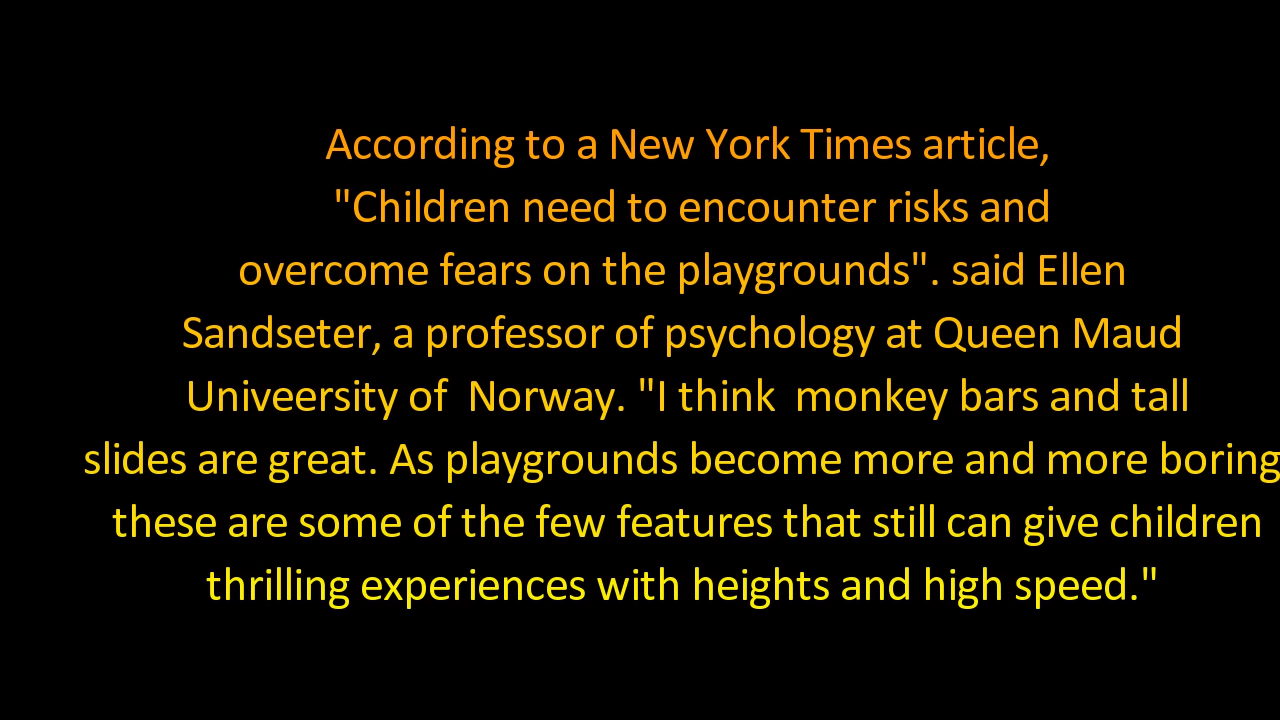 According to a New York Times article,
"Children need to encounter risks and
overcome fears on the playgrounds". said Ellen
Sandseter, a professor of psychology at Queen Maud
Univeersity of  Norway. "I think  monkey bars and tall
slides are great. As playgrounds become more and more boring
these are some of the few features that still can give children
thrilling experiences with heights and high speed."